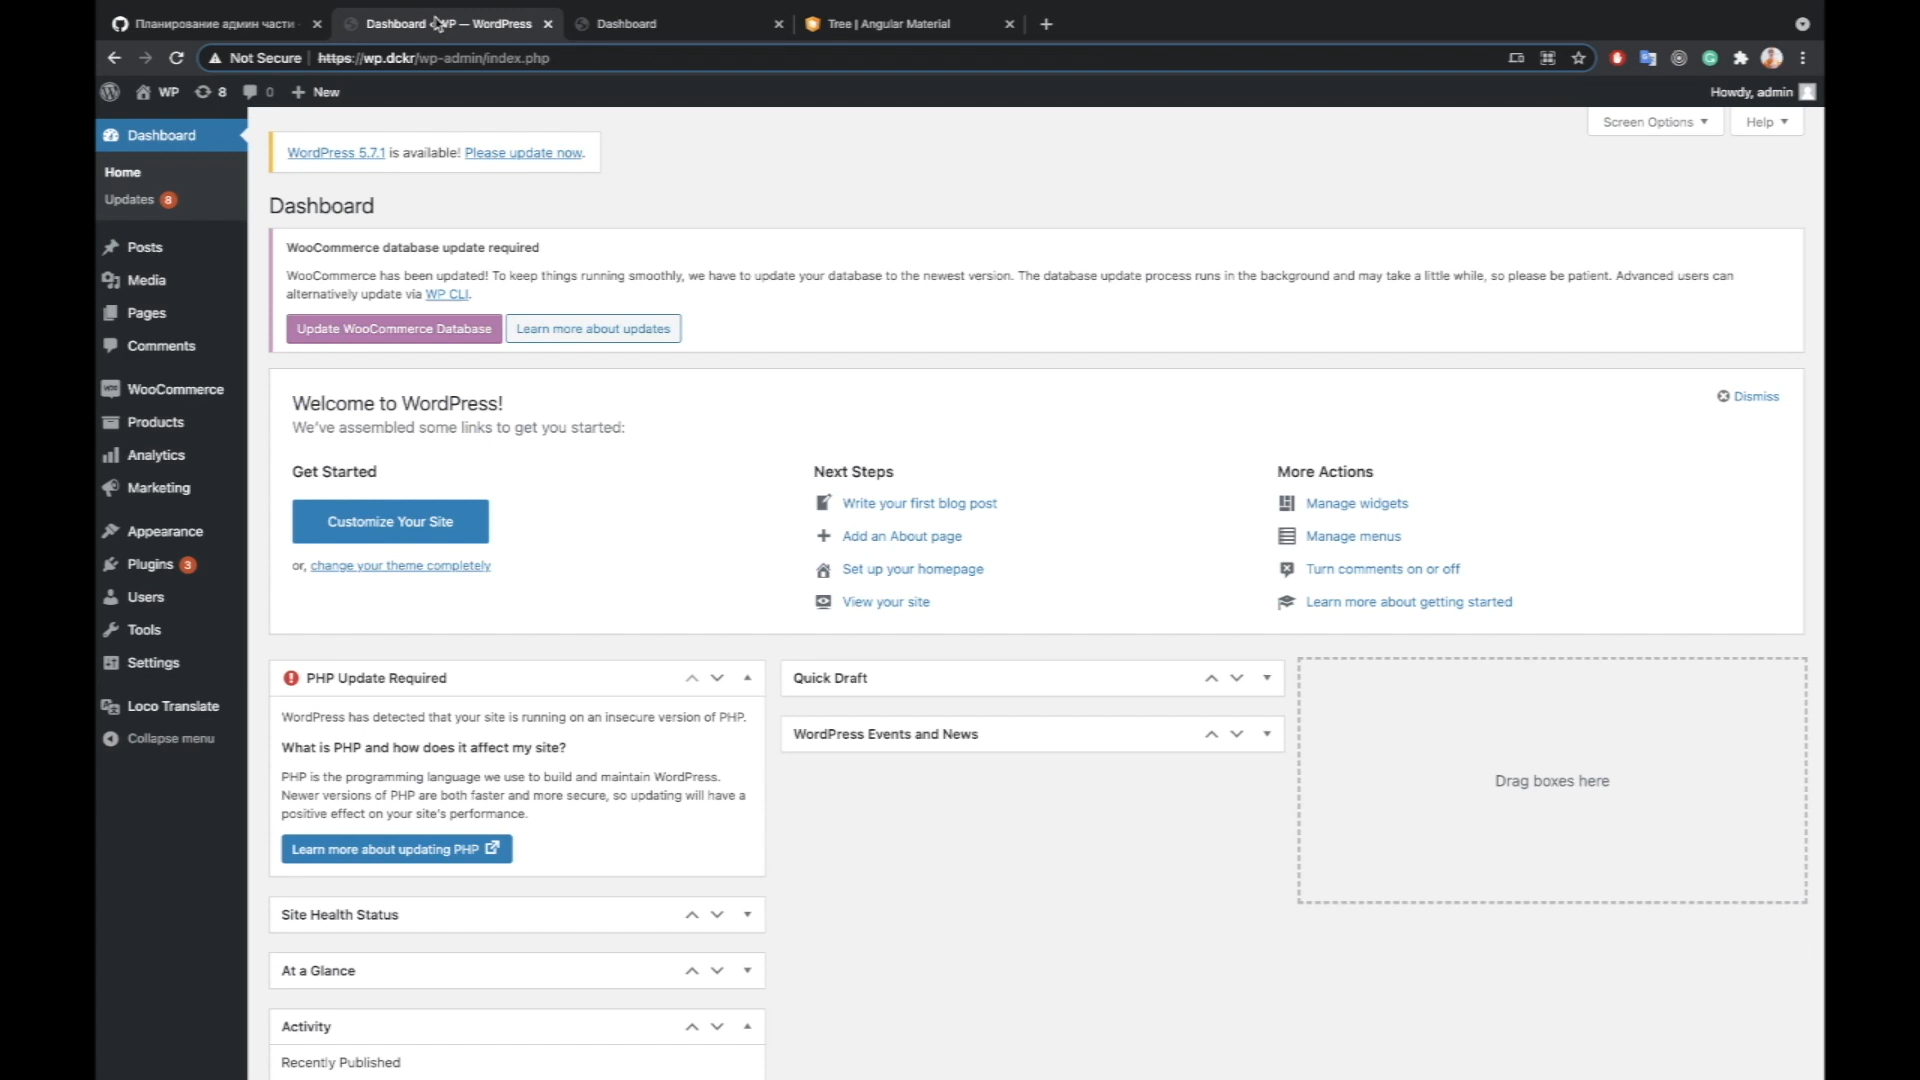 Планирование админ части
Dashboard ‹ WP — WordPress
Dashboard
Tree | Angular Material
Not Secure
https://wp.dckr/wp-admin/index.php
WP
8
0
New
Howdy, admin
Dashboard
Home
Updates 8
Posts
Media
Pages
Comments
WooCommerce
Products
Analytics
Marketing
Appearance
Plugins 3
Users
Tools
Settings
Loco Translate
Collapse menu
Screen Options
Help
WordPress 5.7.1 is available! Please update now.
Dashboard
WooCommerce database update required
WooCommerce has been updated! To keep things running smoothly, we have to update your database to the newest version. The database update process runs in the background and may take a little while, so please be patient. Advanced users can
alternatively update via WP CLI.
Update WooCommerce Database
Learn more about updates
Welcome to WordPress!
We've assembled some links to get you started:
Dismiss
Get Started
Customize Your Site
or, change your theme completely
Next Steps
Write your first blog post
Add an About page
Set up your homepage
View your site
More Actions
Manage widgets
Manage menus
Turn comments on or off
Learn more about getting started
PHP Update Required
WordPress has detected that your site is running on an insecure version of PHP.
What is PHP and how does it affect my site?
PHP is the programming language we use to build and maintain WordPress.
Newer versions of PHP are both faster and more secure, so updating will have a
positive effect on your site's performance.
Learn more about updating PHP
Site Health Status
At a Glance
Activity
Recently Published
Quick Draft
WordPress Events and News
Drag boxes here